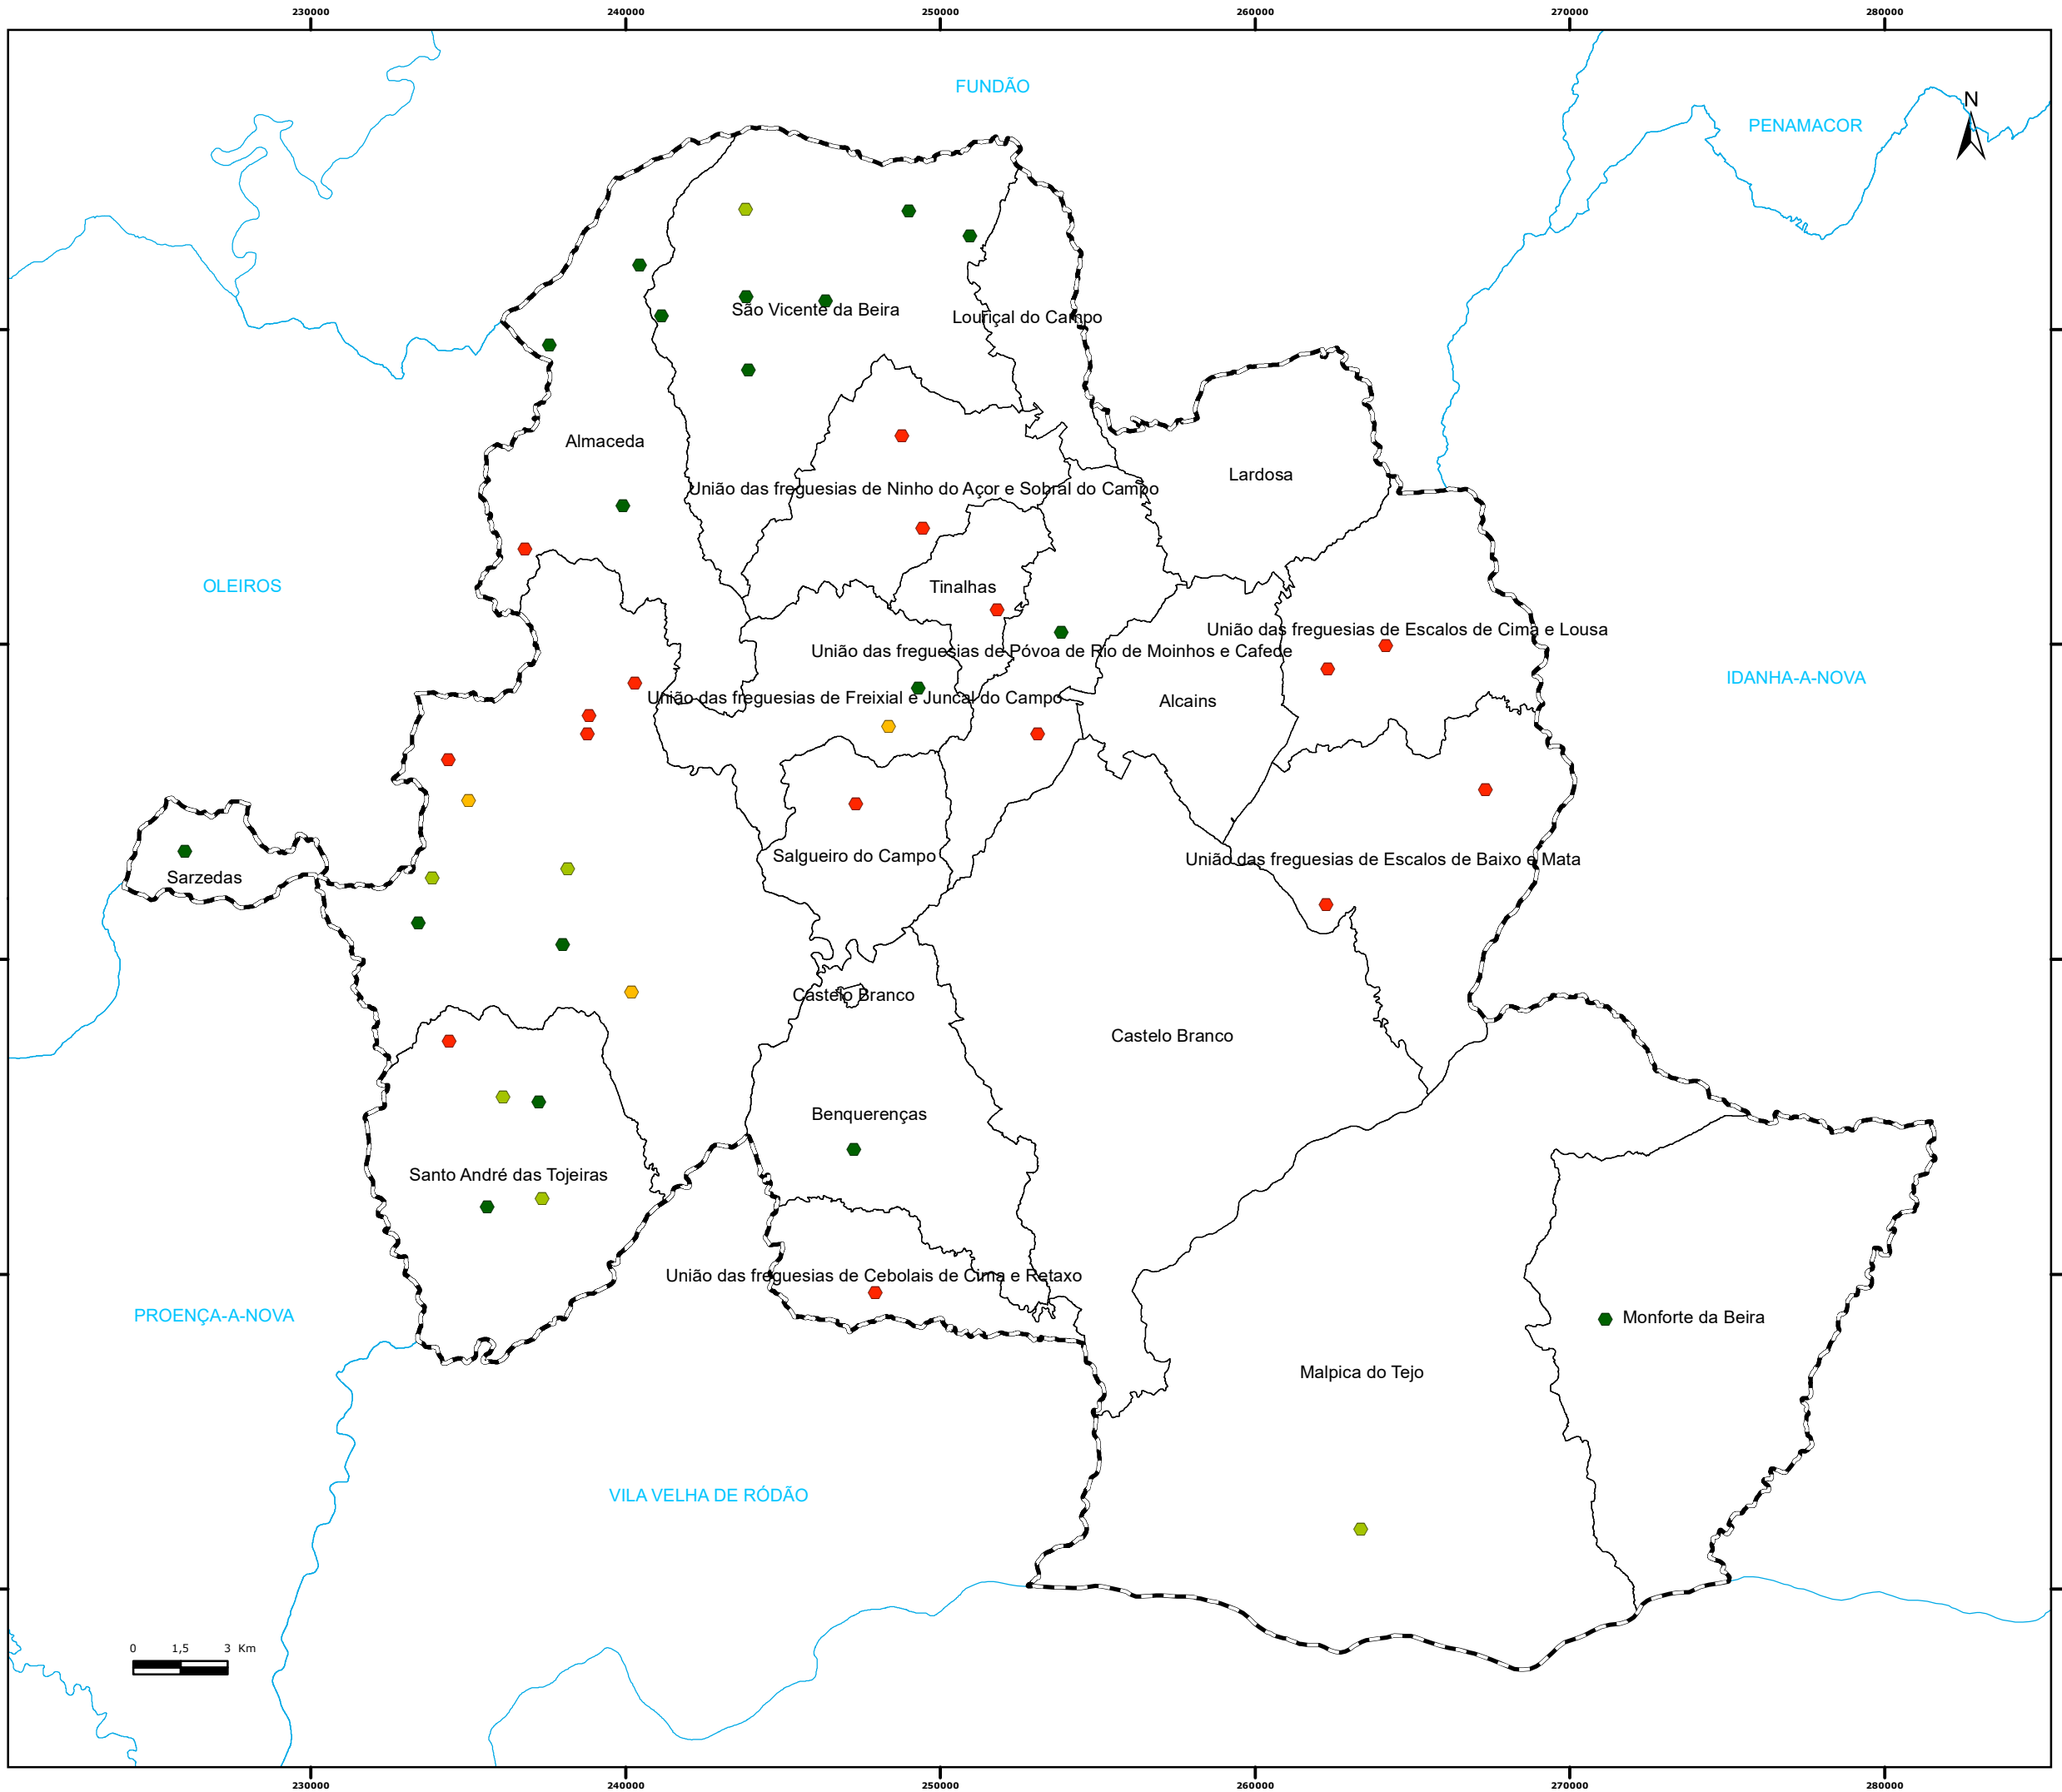 230000 240000 250000 260000 270000 280000
FUNDÃO
N
PENAMACOR
São Vicente da Beira
Louriçal do Campo
Almaceda
Lardosa
União das freguesias de Ninho do Açor e Sobral do Campo
OLEIROS
Tinalhas
União das freguesias de Escalos de Cima e Lousa
União das freguesias de Póvoa de Rio de Moinhos e Cafede
IDANHA-A-NOVA
União das freguesias de Freixial e Juncal do Campo
Alcains
Salgueiro do Campo
União das freguesias de Escalos de Baixo e Mata
Sarzedas
Castelo Branco
Castelo Branco
Benquerenças
Santo André das Tojeiras
União das freguesias de Cebolais de Cima e Retaxo
PROENÇA-A-NOVA
Monforte da Beira
Malpica do Tejo
VILA VELHA DE RÓDÃO
0 1,5 3 Km
230000 240000 250000 260000 270000 280000